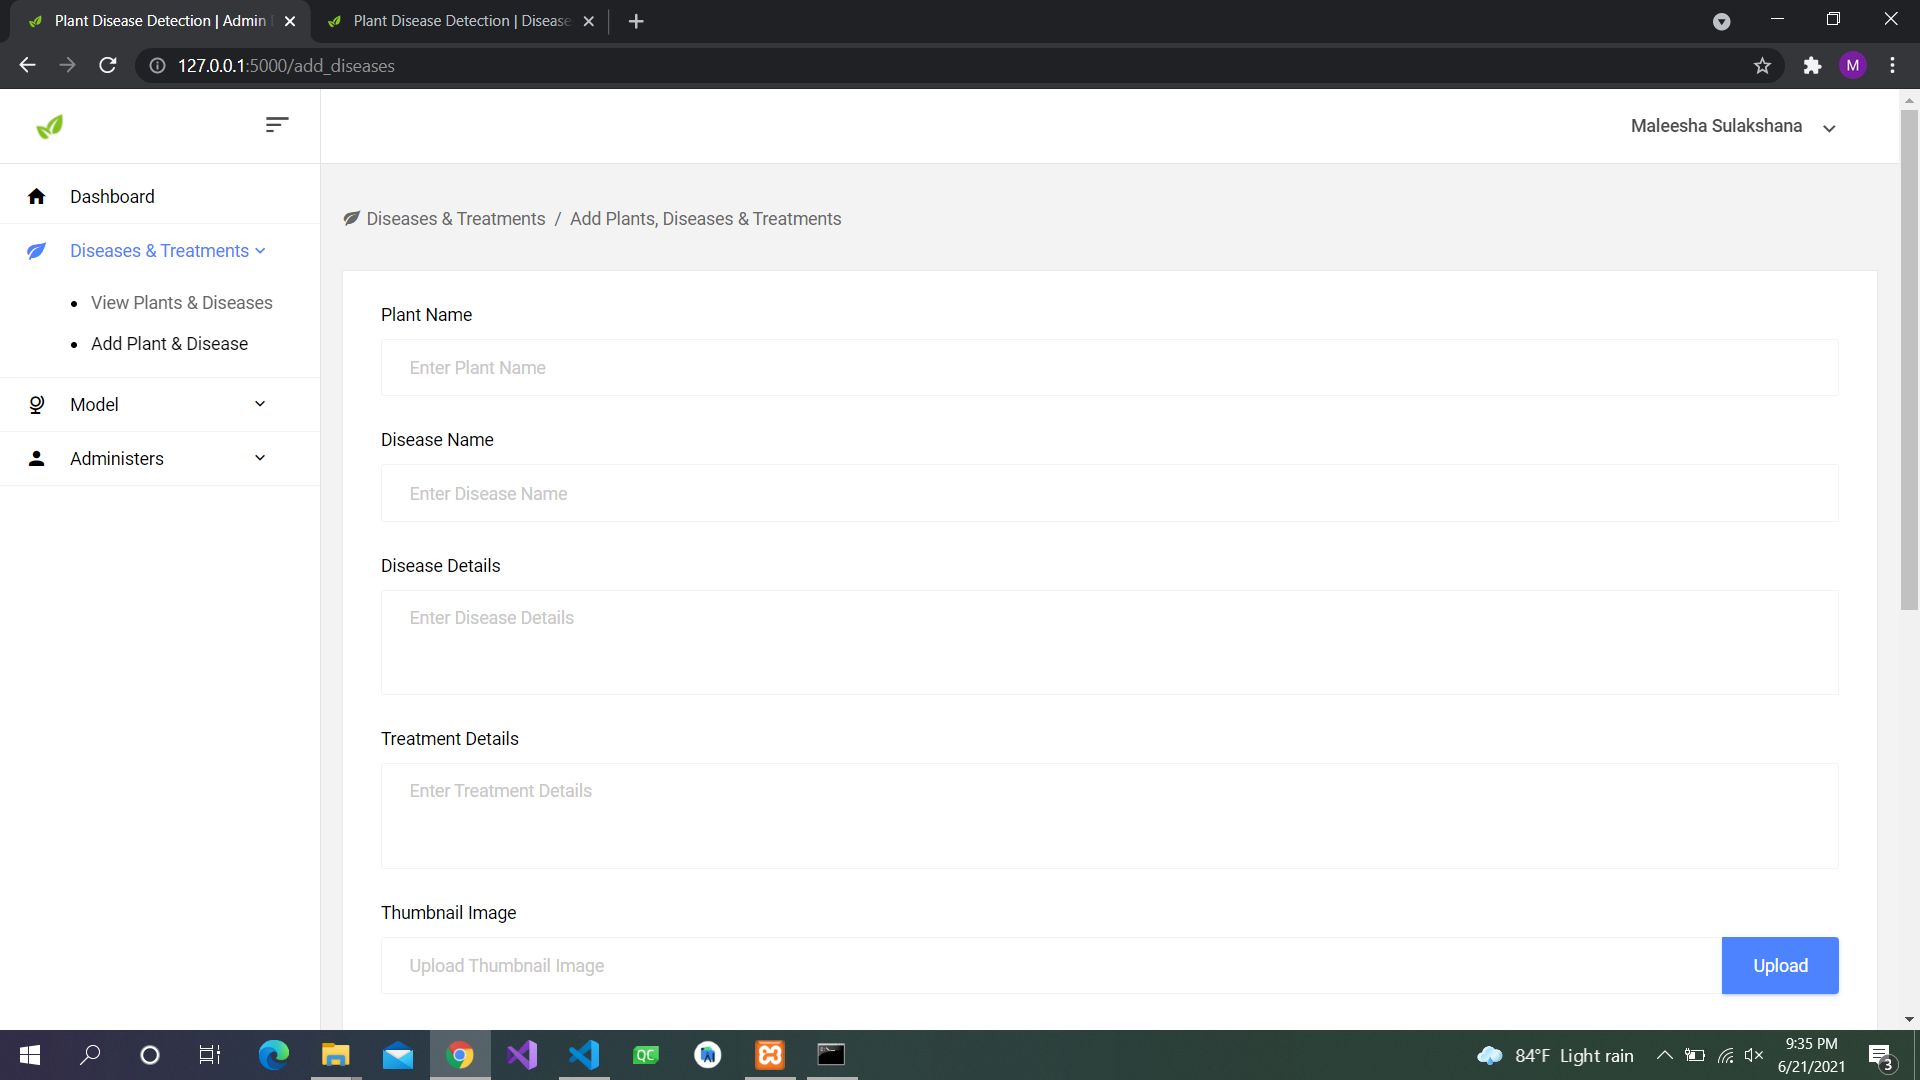 Plant Disease Detection | Admin
Plant Disease Detection | Disease
127.0.0.1:5000/add_diseases
M
Maleesha Sulakshana
Dashboard
Diseases & Treatments
View Plants & Diseases
Add Plant & Disease
Model
Administers
Diseases & Treatments / Add Plants, Diseases & Treatments
Plant Name
Enter Plant Name
Disease Name
Enter Disease Name
Disease Details
Enter Disease Details
Treatment Details
Enter Treatment Details
Thumbnail Image
Upload Thumbnail Image
Upload
QC
84°F Light rain
9:35 PM
6/21/2021
3